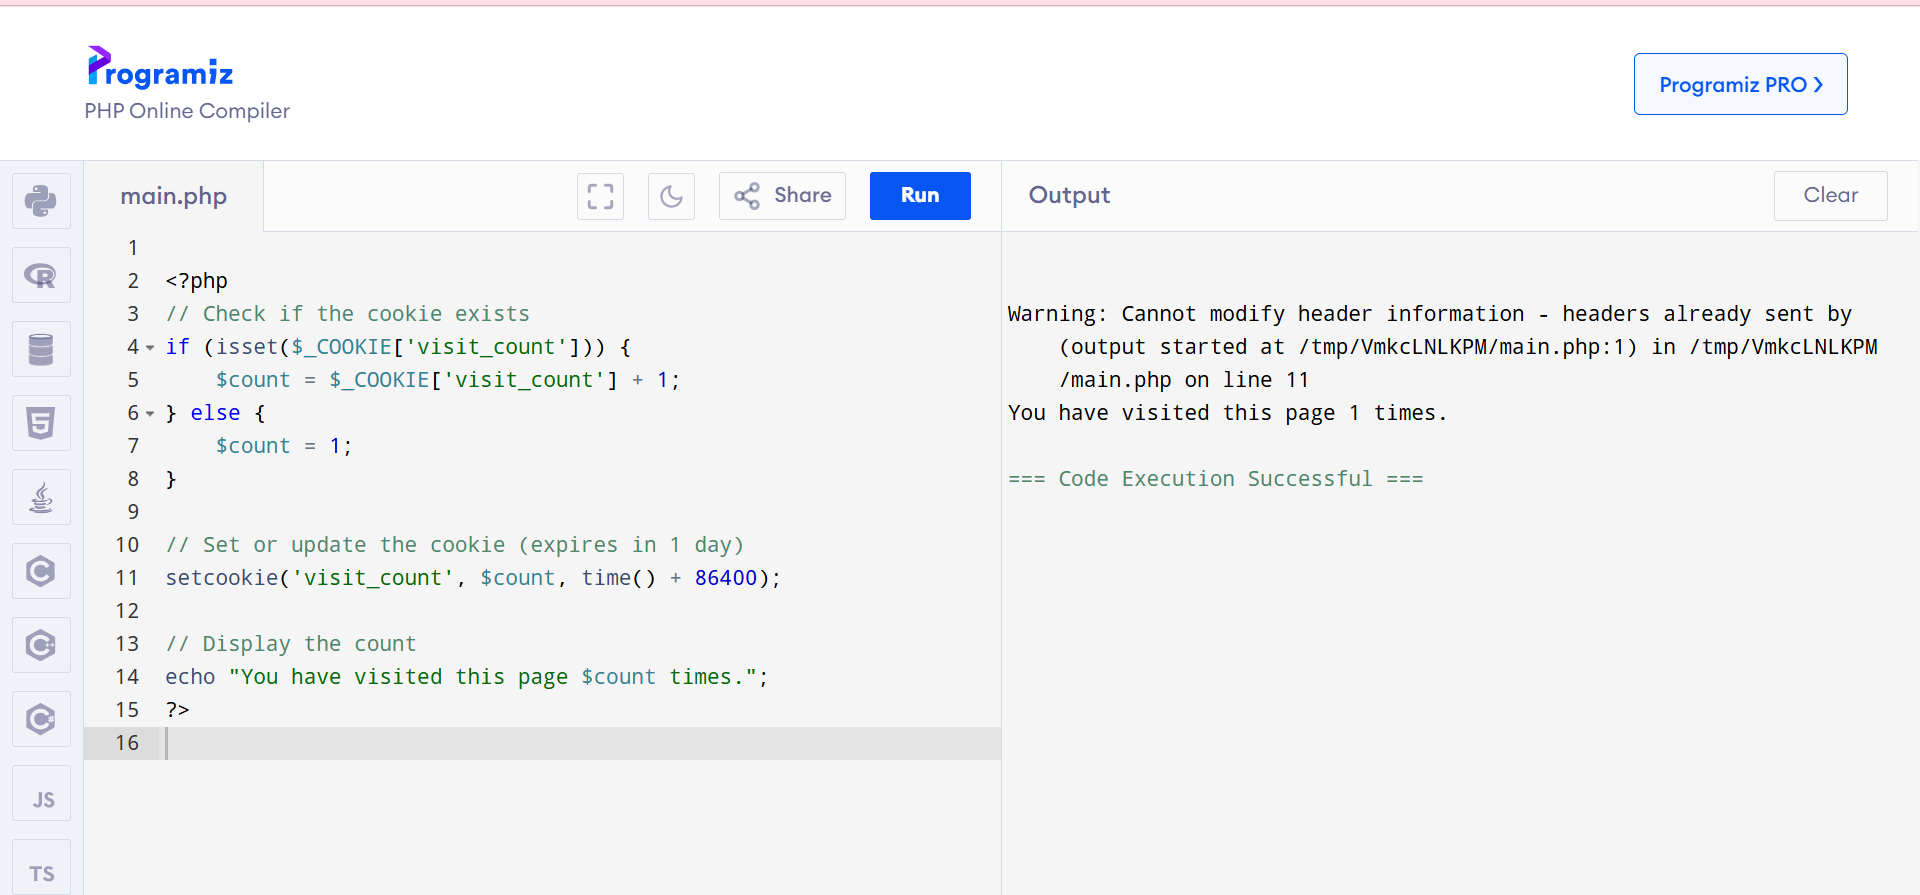 Programiz
PHP Online Compiler
Programiz PRO ❯
main.php
Share
Run
Output
Clear
1
2 <?php
3 // Check if the cookie exists
4 if (isset($_COOKIE['visit_count'])) {
5     $count = $_COOKIE['visit_count'] + 1;
6 } else {
7     $count = 1;
8 }
9
10 // Set or update the cookie (expires in 1 day)
11 setcookie('visit_count', $count, time() + 86400);
12
13 // Display the count
14 echo "You have visited this page $count times.";
15 ?>
16
Warning: Cannot modify header information - headers already sent by
(output started at /tmp/VmkcLNLKPM/main.php:1) in /tmp/VmkcLNLKPM
/main.php on line 11
You have visited this page 1 times.
=== Code Execution Successful ===
R
5
C
C++
C#
JS
TS